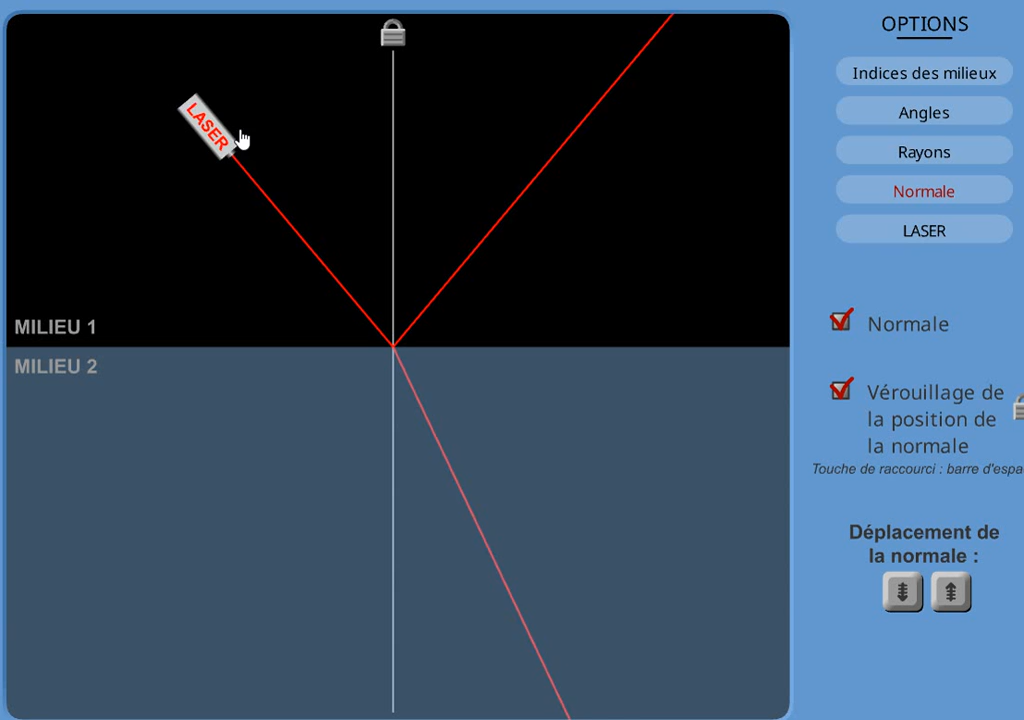 LASER
MILIEU 1
MILIEU 2
OPTIONS
Indices des milieux
Angles
Rayons
Normale
LASER
Normale
Vérouillage de
la position de
la normale
Touche de raccourci : barre d'espa
Déplacement de
la normale :